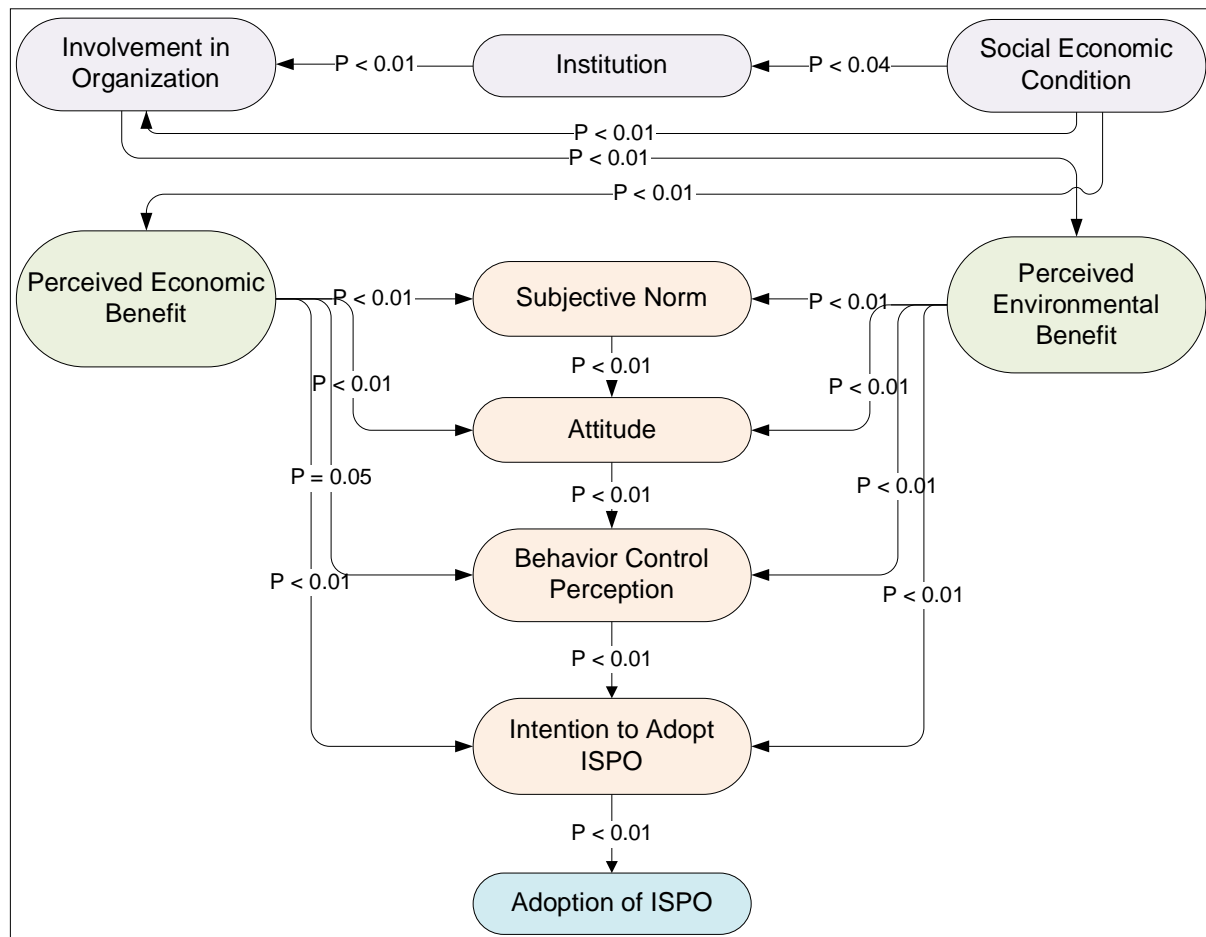 Involvement in
Organization
P < 0.01
Institution
P < 0.04
Social Economic
Condition
P < 0.01
P < 0.01
P < 0.01
Perceived Economic
Benefit
P < 0.01
Subjective Norm
P < 0.01
Perceived
Environmental
Benefit
P < 0.01
P < 0.01
P < 0.01
Attitude
P = 0.05
P < 0.01
P < 0.01
Behavior Control
Perception
P < 0.01
P < 0.01
P < 0.01
Intention to Adopt
ISPO
P < 0.01
Adoption of ISPO